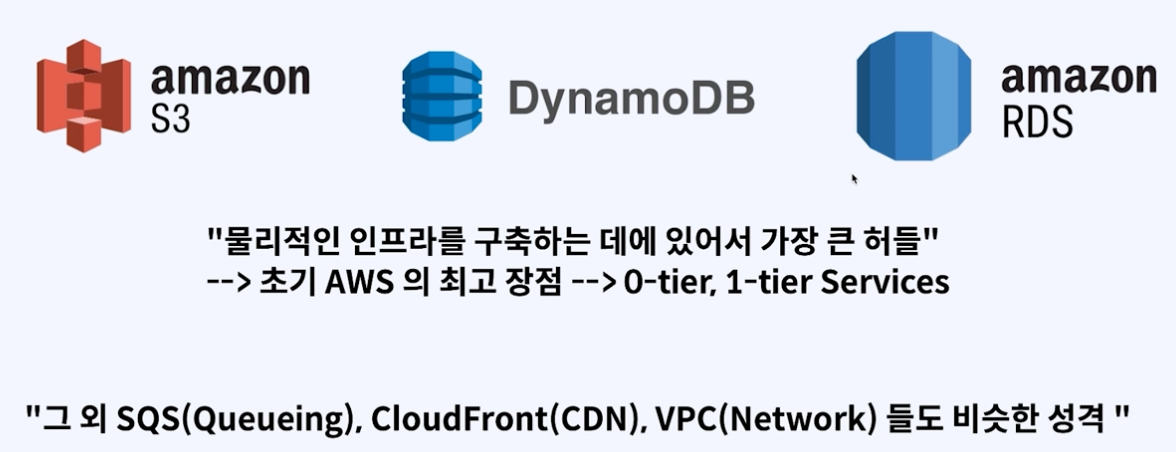 amazon
S3
DynamoDB
amazon
RDS
"물리적인 인프라를 구축하는 데에 있어서 가장 큰 허들"
--> 초기 AWS 의 최고 장점 --> 0-tier, 1-tier Services
"그 외 SQS(Queueing), CloudFront(CDN), VPC(Network) 들도 비슷한 성격 "